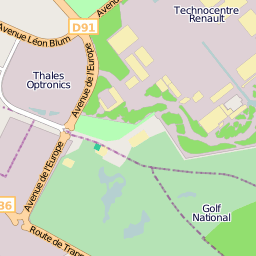 Technocentre
Renault
D91
Avenue Léon Blum
Avenue de l'Europe
Thales
Optronics
Avenue de l'Europe
36
Golf
National
Route de Trapp